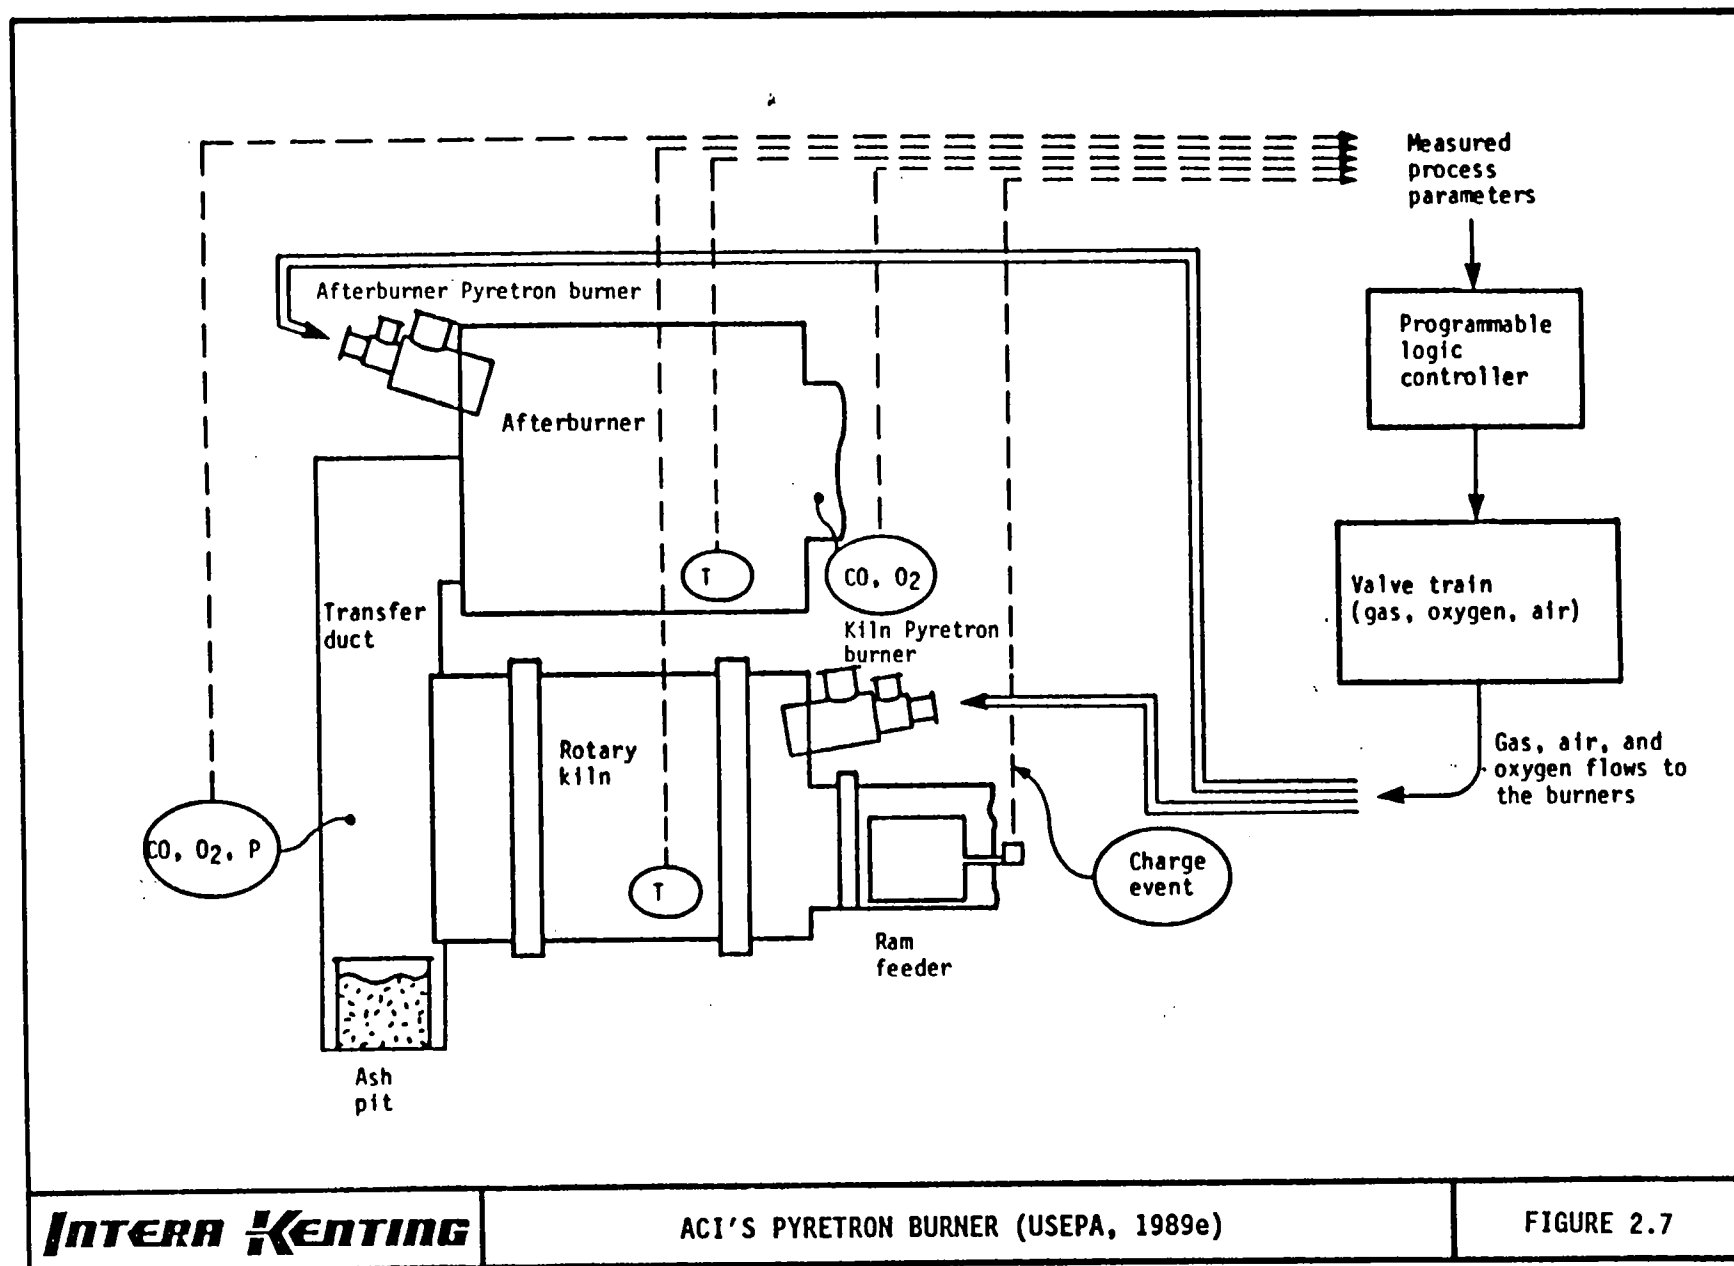 Measured
process
parameters
Afterburner Pyretron burner
Programmable
logic
controller
Afterburner
T
CO, O2
Valve train
(gas, oxygen, air)
Transfer
duct
Kiln Pyretron
burner
Rotary
kiln
Gas, air, and
oxygen flows to
the burners
CO, O2, P
T
Charge
event
Ram
feeder
Ash
pit
INTERA KENTING
ACI'S PYRETRON BURNER (USEPA, 1989e)
FIGURE 2.7